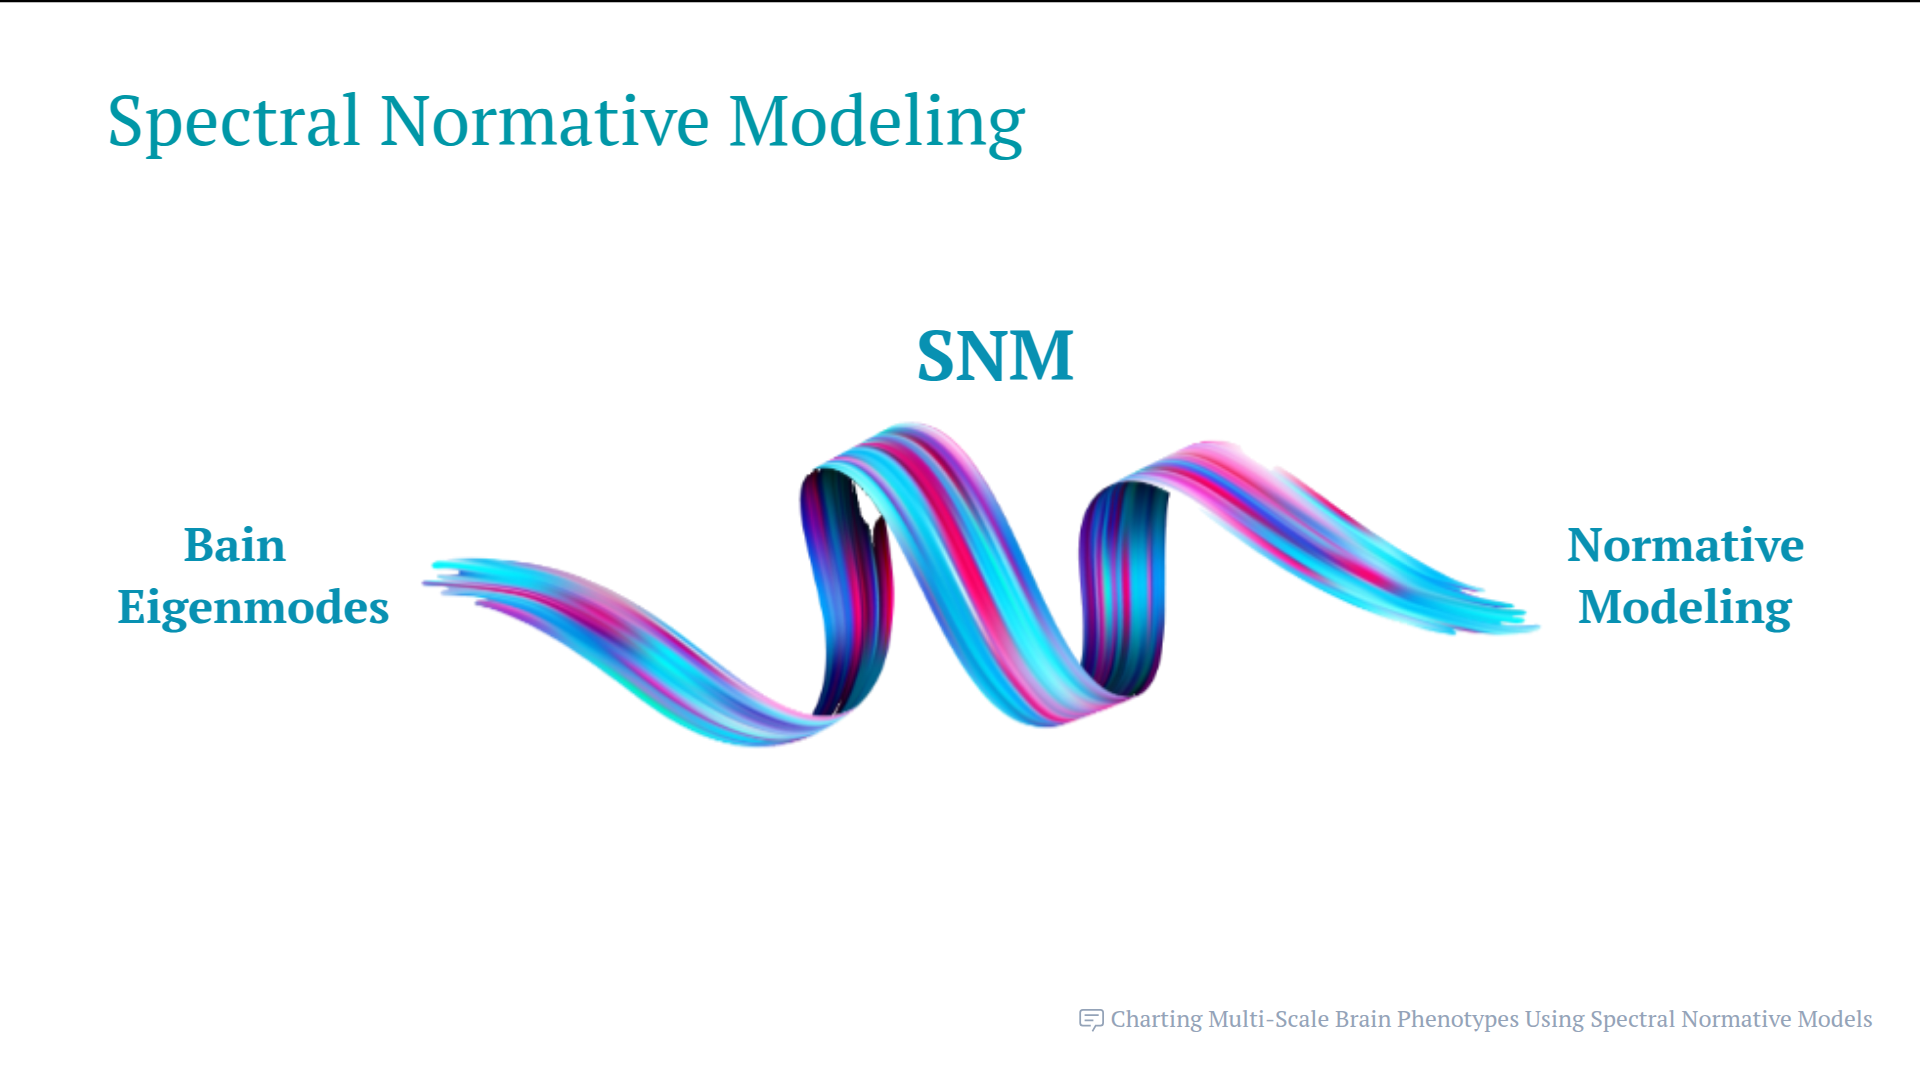 Spectral Normative Modeling
SNM
Bain
Eigenmodes
Normative
Modeling
Charting Multi-Scale Brain Phenotypes Using Spectral Normative Models